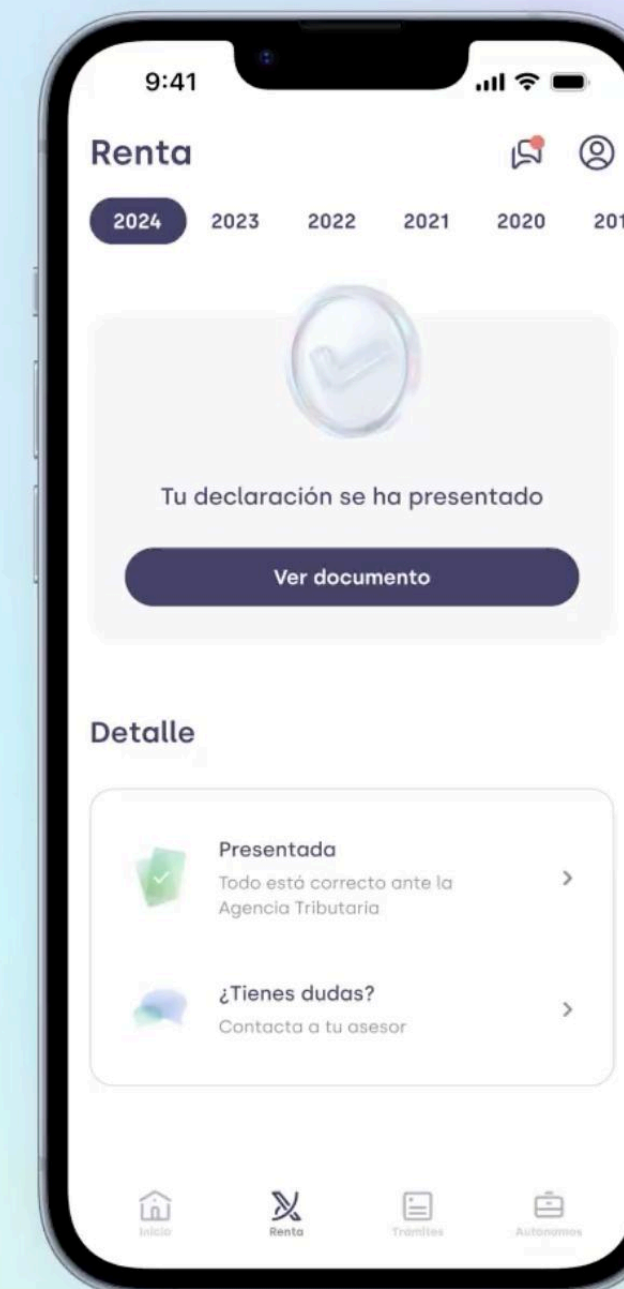 9:41
Renta
2024 2023 2022 2021 2020 201
Tu declaración se ha presentado
Ver documento
Detalle
Presentada
Todo está correcto ante la
Agencia Tributaria
¿Tienes dudas?
Contacta a tu asesor
Inicio Renta Trámites Autónomos